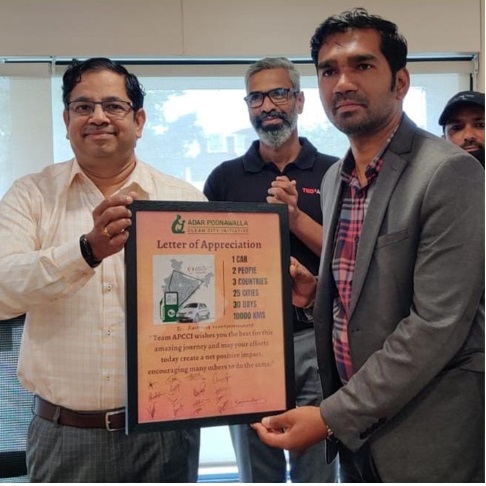 ADAR POONAWALLA
CLEAN CITY INITIATIVE
Letter of Appreciation
1 CAR
2 PEOPLE
3 COUNTRIES
25 CITIES
30 DAYS
10000 KMS
"Team APCCI wishes you the best for this
amazing journey and may your efforts
today create a net positive impact,
encouraging many others to do the same."
TEDx